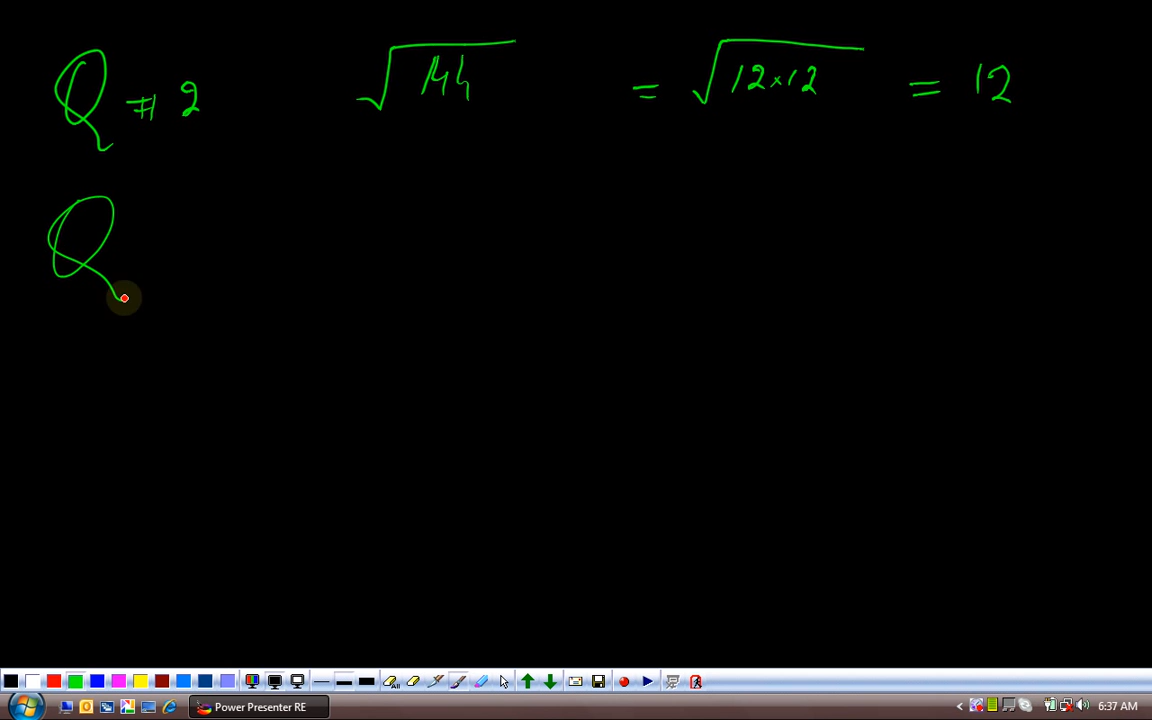 Q # 2 √144 = √12×12 = 12
Q
Power Presenter RE
6:37 AM